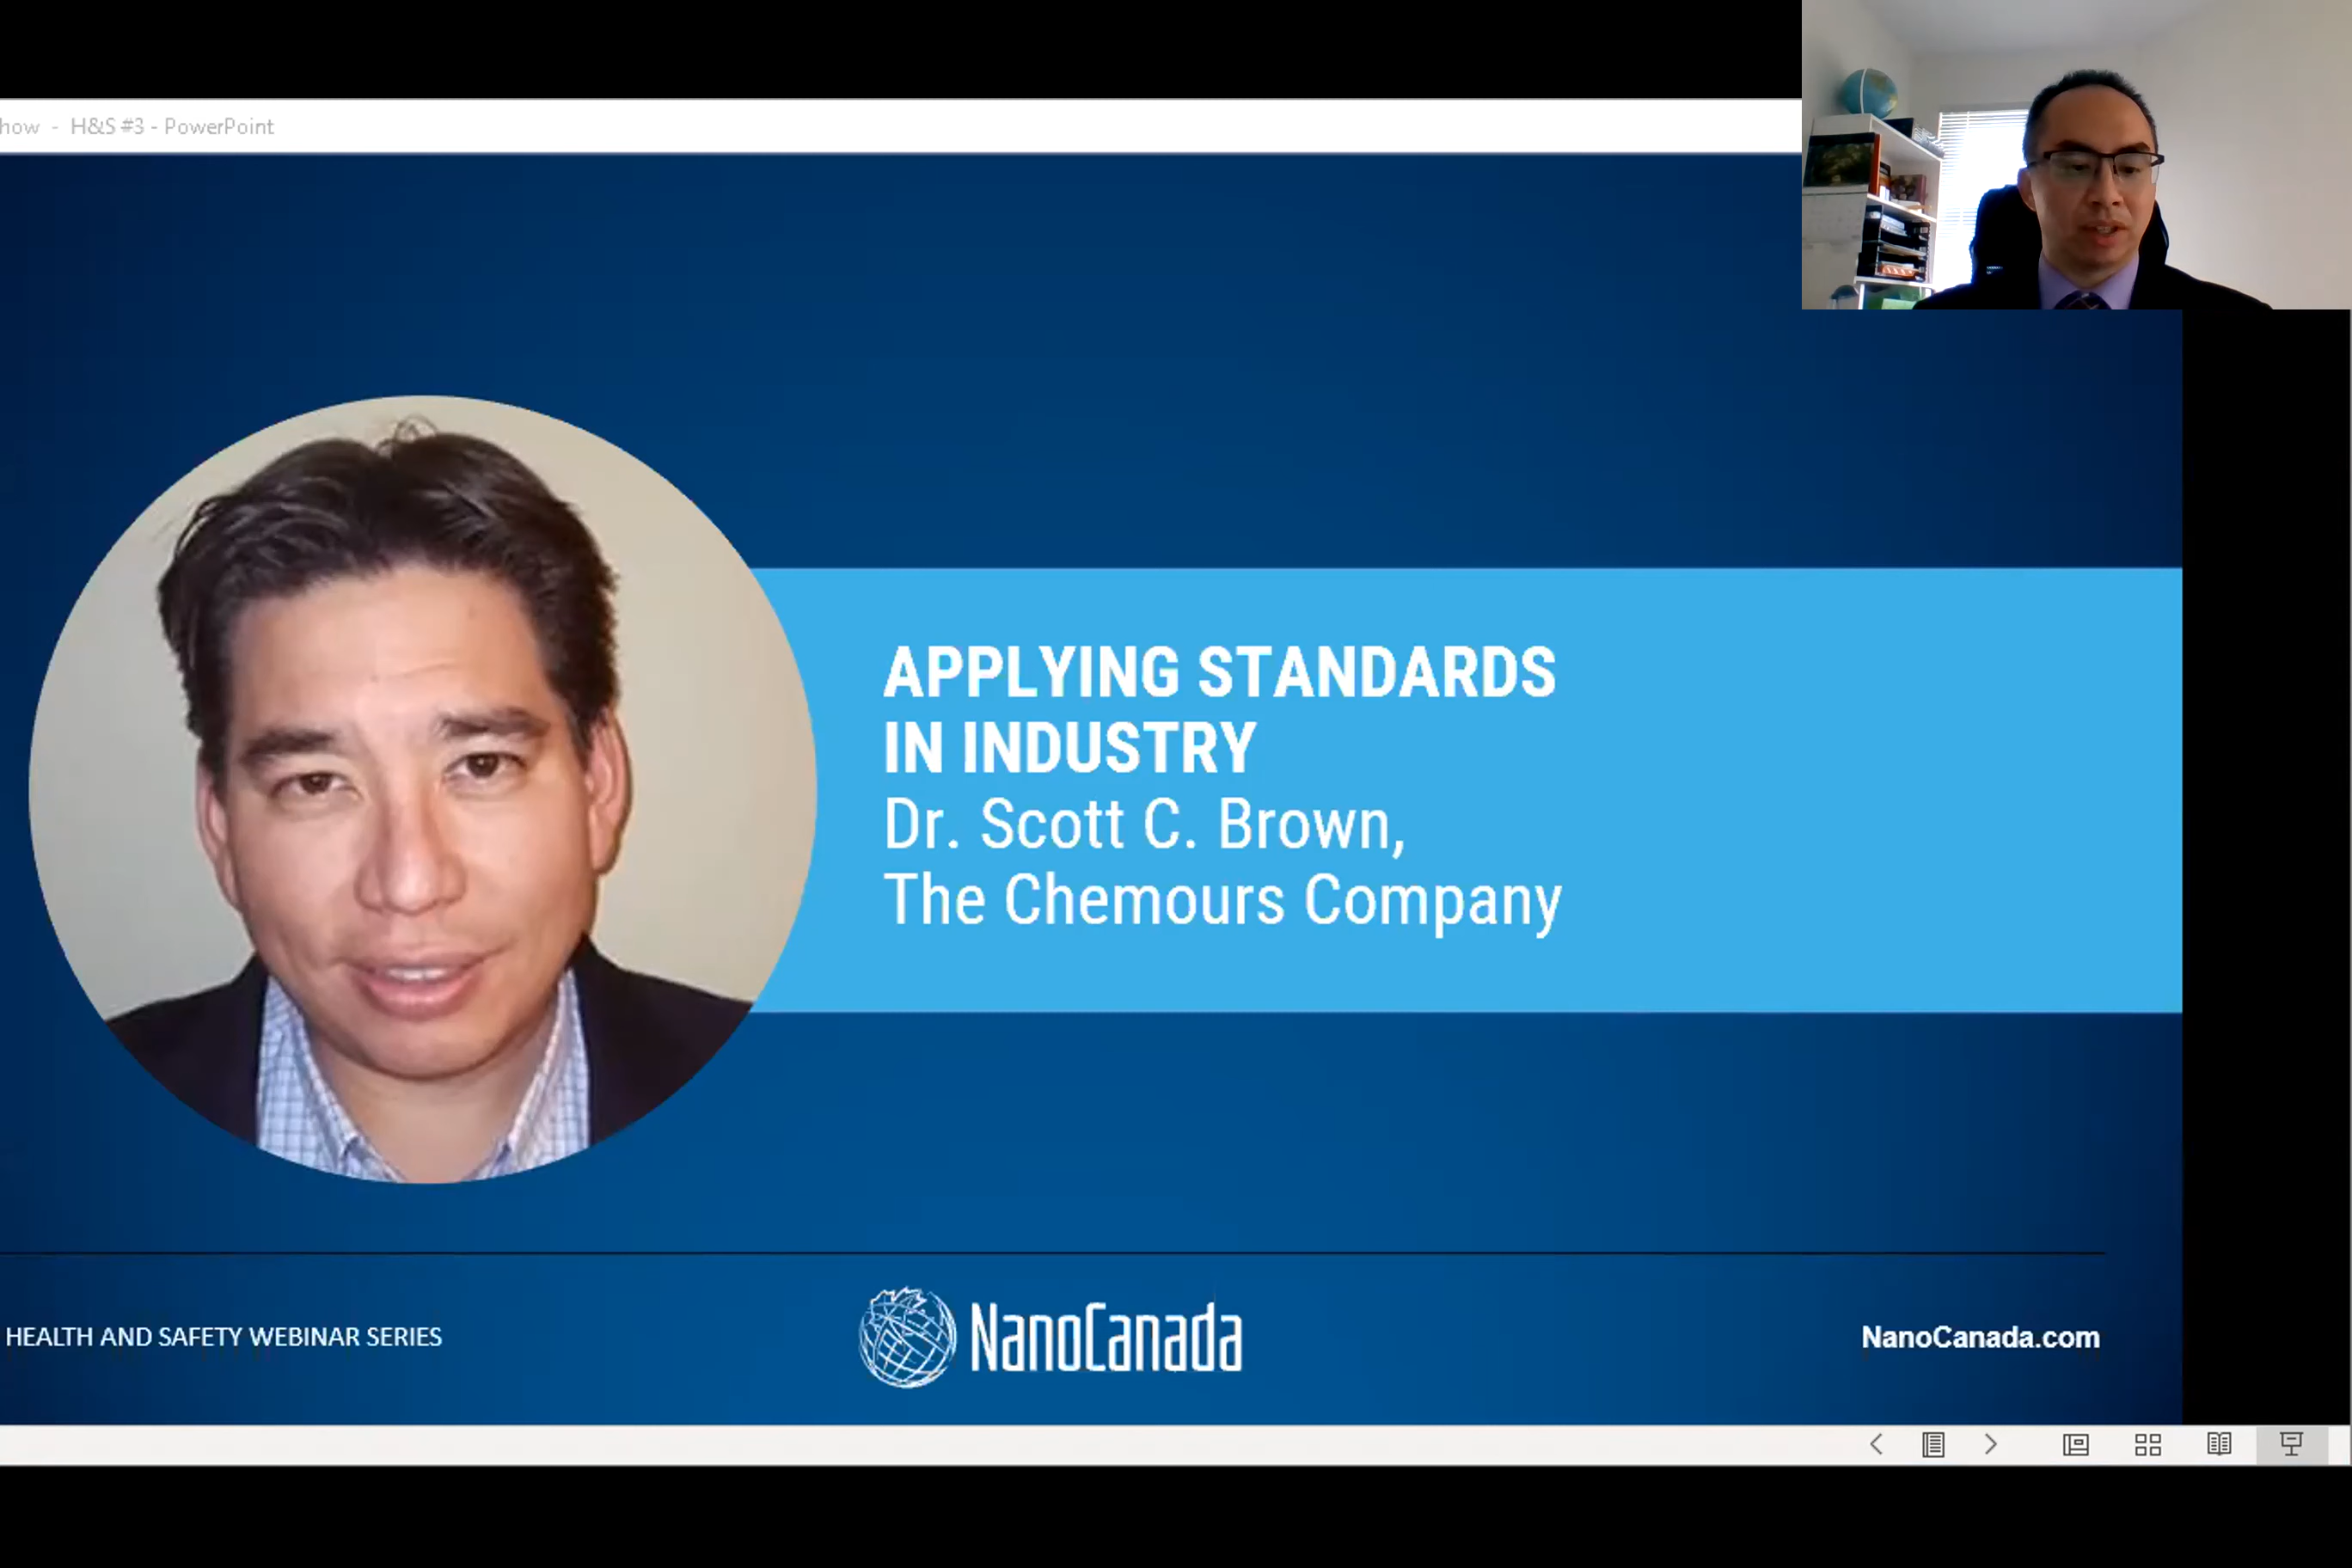 how - H&S #3 - PowerPoint
APPLYING STANDARDS
IN INDUSTRY
Dr. Scott C. Brown,
The Chemours Company
HEALTH AND SAFETY WEBINAR SERIES
NanoCanada
NanoCanada.com